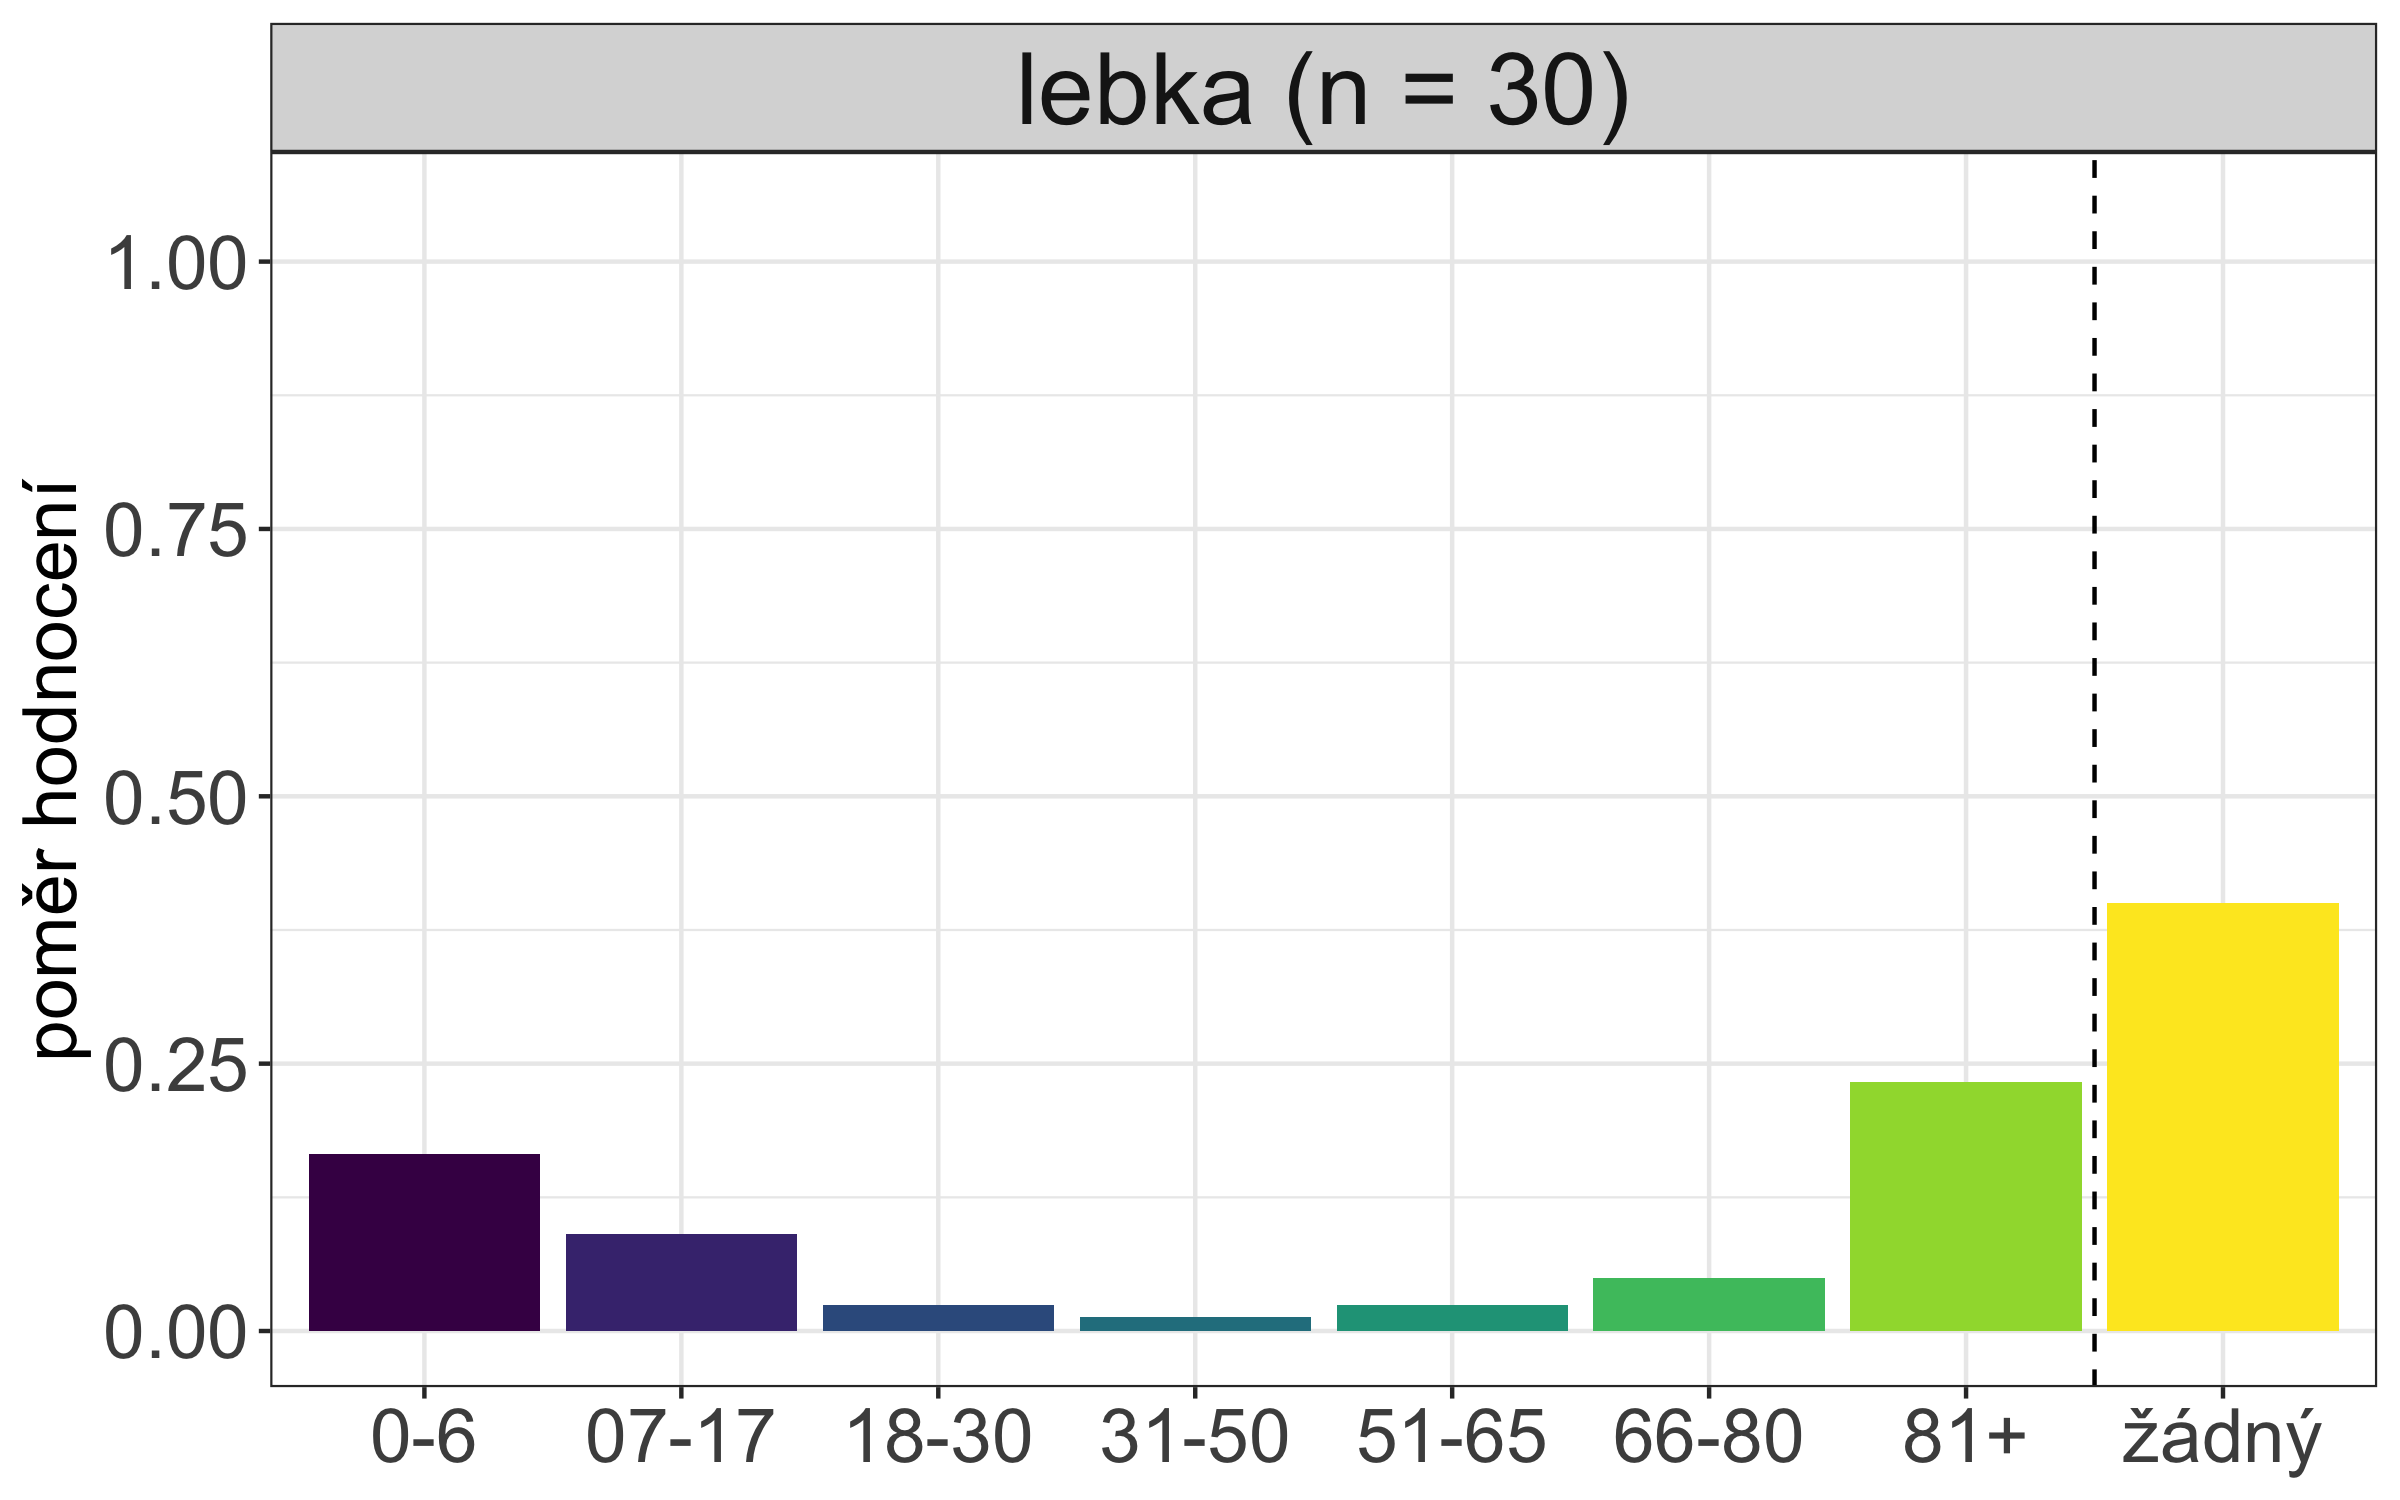 lebka (n = 30)
poměr hodnocení
1.00
0.75
0.50
0.25
0.00
0-6 07-17 18-30 31-50 51-65 66-80 81+ žádný